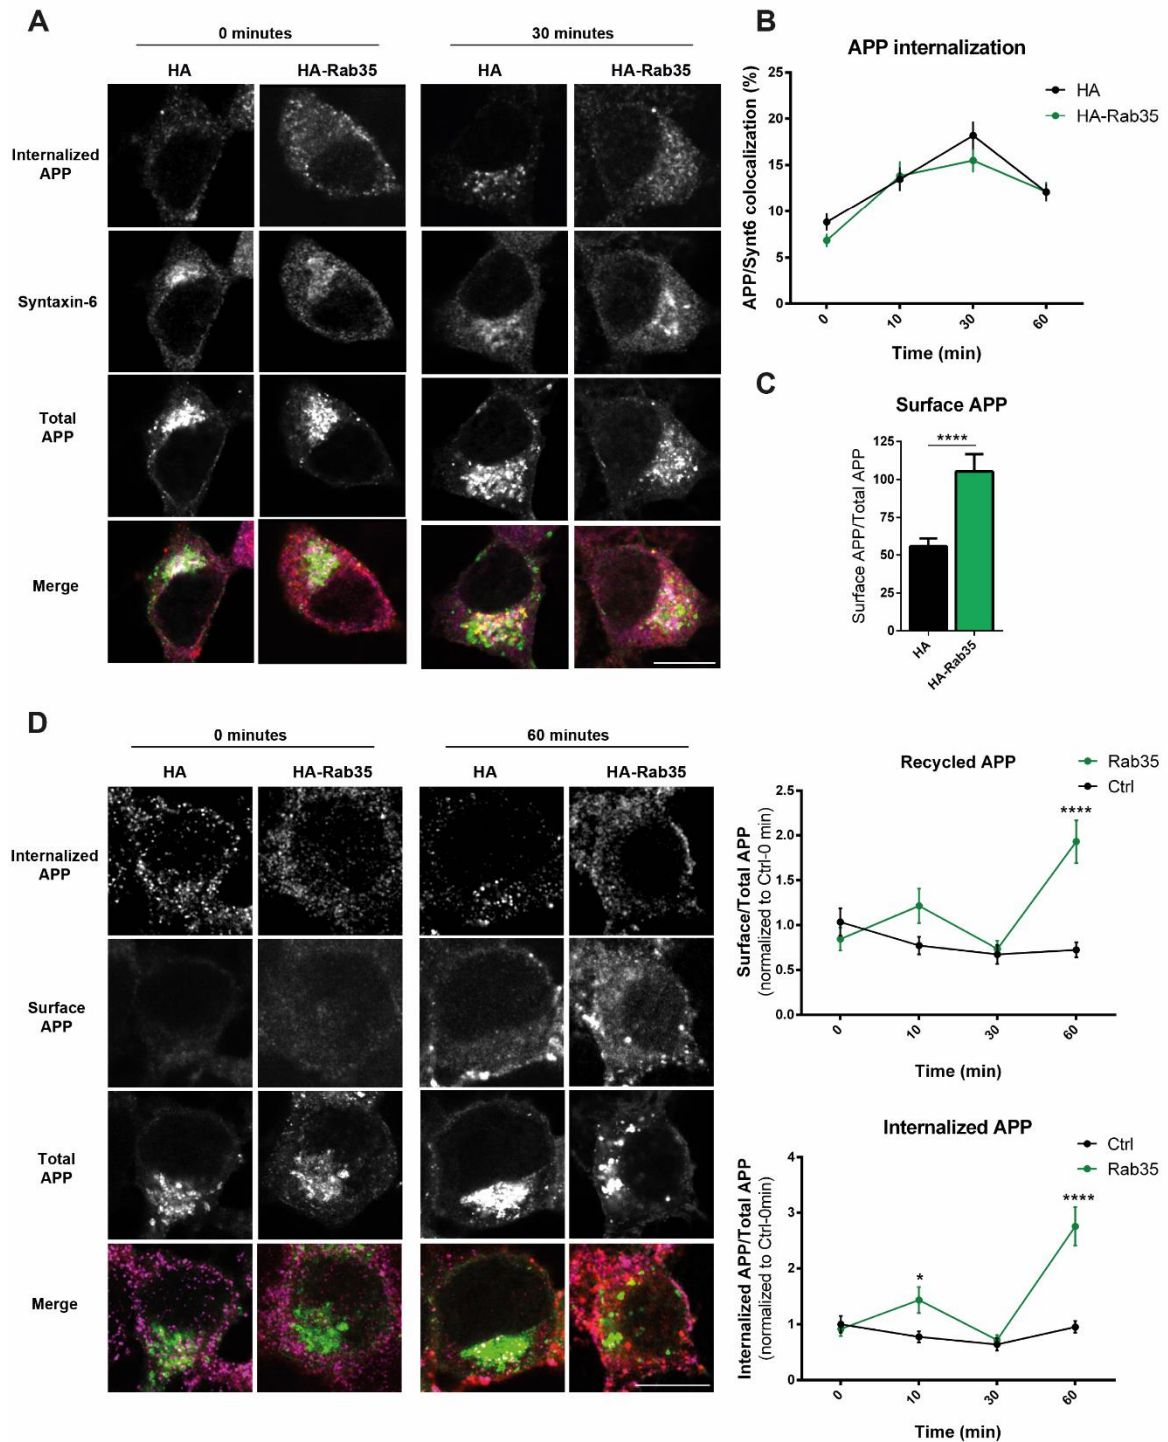 A
0 minutes
30 minutes
HA
HA-Rab35
HA
HA-Rab35
Internalized
APP
Syntaxin-6
Total
APP
Merge
B
APP internalization
APP/Synt6 colocalization (%)
25
20
15
10
5
0
0
10
30
60
Time (min)
HA
HA-Rab35
C
Surface APP
Surface APP/Total APP
125
100
75
50
25
0
****
HA
HA-Rab35
D
0 minutes
60 minutes
HA
HA-Rab35
HA
HA-Rab35
Internalized
APP
Surface
APP
Total
APP
Merge
Recycled APP
Rab35
Ctrl
Surface/Total APP
(normalized to Ctrl-0 min)
2.5
2.0
1.5
1.0
0.5
0.0
****
0
10
30
60
Time (min)
Internalized APP
Ctrl
Rab35
Internalized APP/Total APP
(normalized to Ctrl-0min)
4
3
2
1
0
*
****
0
10
30
60
Time (min)